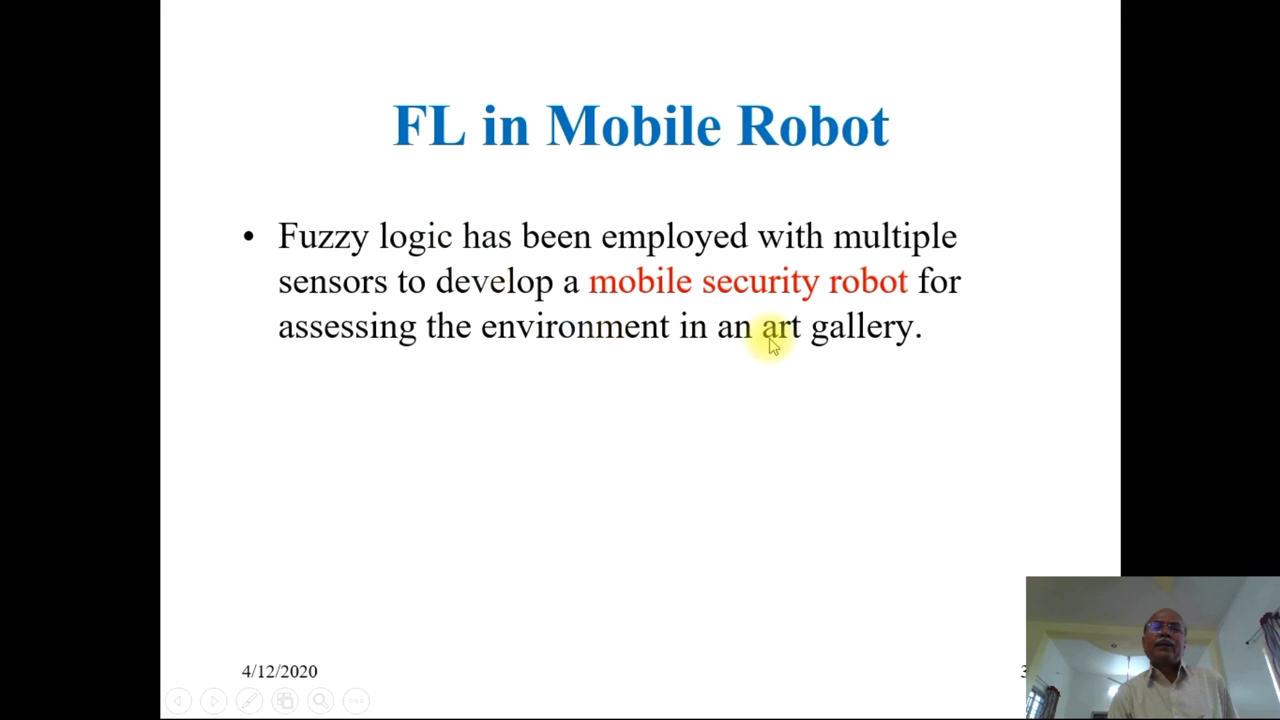 FL in Mobile Robot
• Fuzzy logic has been employed with multiple
sensors to develop a mobile security robot for
assessing the environment in an art gallery.
4/12/2020